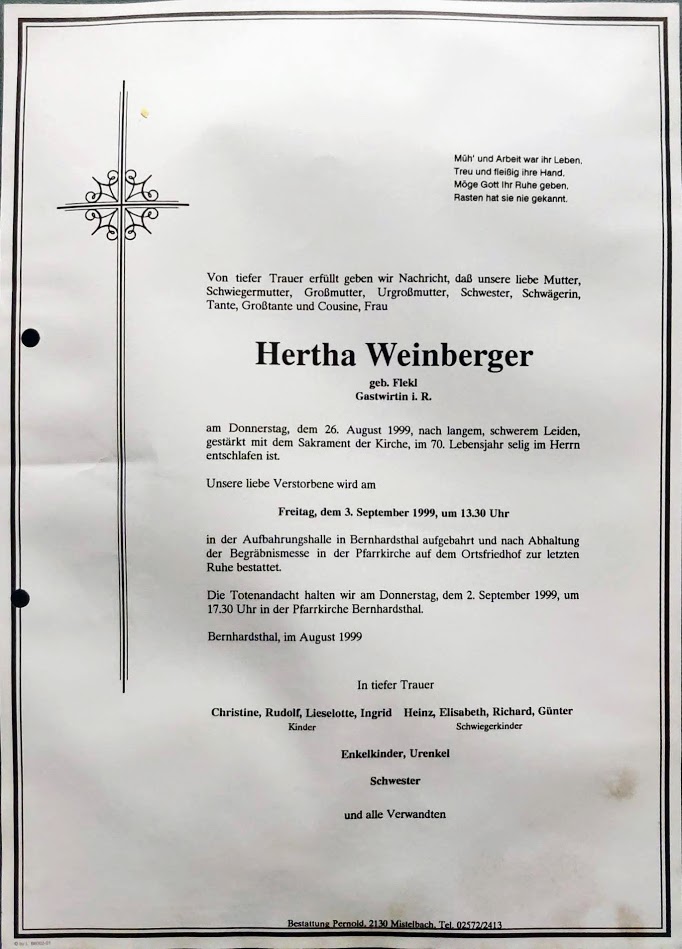 Müh' und Arbeit war ihr Leben,
Treu und fleißig ihre Hand,
Möge Gott Ihr Ruhe geben,
Rasten hat sie nie gekannt.
Von tiefer Trauer erfüllt geben wir Nachricht, daß unsere liebe Mutter,
Schwiegermutter, Großmutter, Urgroßmutter, Schwester, Schwägerin,
Tante, Großtante und Cousine, Frau
Hertha Weinberger
geb. Flekl
Gastwirtin i. R.
am Donnerstag, dem 26. August 1999, nach langem, schwerem Leiden,
gestärkt mit dem Sakrament der Kirche, im 70. Lebensjahr selig im Herrn
entschlafen ist.
Unsere liebe Verstorbene wird am
Freitag, dem 3. September 1999, um 13.30 Uhr
in der Aufbahrungshalle in Bernhardsthal aufgebahrt und nach Abhaltung
der Begräbnismesse in der Pfarrkirche auf dem Ortsfriedhof zur letzten
Ruhe bestattet.
Die Totenandacht halten wir am Donnerstag, dem 2. September 1999, um
17.30 Uhr in der Pfarrkirche Bernhardsthal.
Bernhardsthal, im August 1999
In tiefer Trauer
Christine, Rudolf, Lieselotte, Ingrid Heinz, Elisabeth, Richard, Günter
Kinder Schwiegerkinder
Enkelkinder, Urenkel
Schwester
und alle Verwandten
Bestattung Pernold, 2130 Mistelbach, Tel. 02572/2413